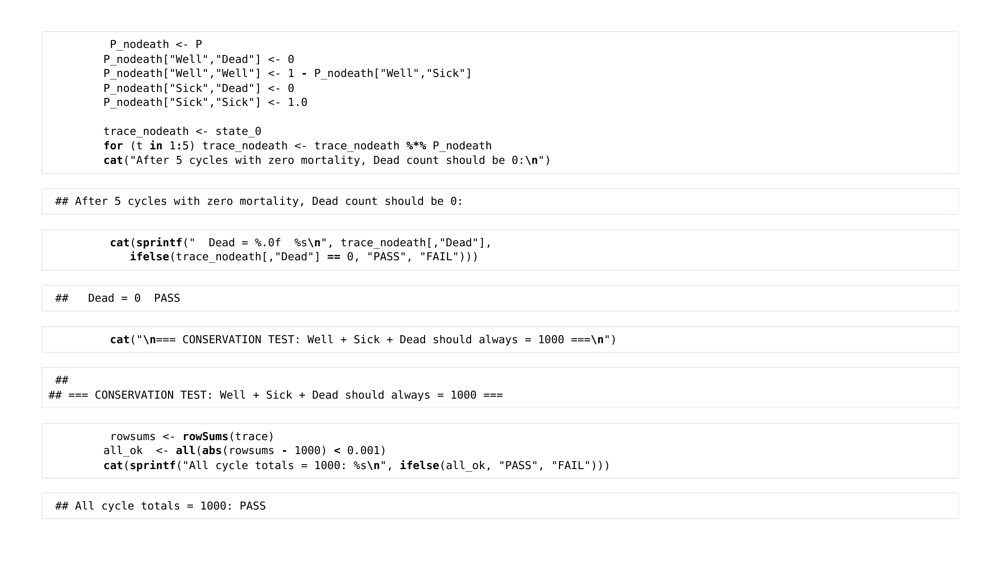 P_nodeath <- P
P_nodeath["Well","Dead"] <- 0
P_nodeath["Well","Well"] <- 1 - P_nodeath["Well","Sick"]
P_nodeath["Sick","Dead"] <- 0
P_nodeath["Sick","Sick"] <- 1.0
trace_nodeath <- state_0
for (t in 1:5) trace_nodeath <- trace_nodeath %*% P_nodeath
cat("After 5 cycles with zero mortality, Dead count should be 0:\n")
## After 5 cycles with zero mortality, Dead count should be 0:
cat(sprintf("  Dead = %.0f  %s\n", trace_nodeath[,"Dead"],
ifelse(trace_nodeath[,"Dead"] == 0, "PASS", "FAIL")))
##   Dead = 0  PASS
cat("\n=== CONSERVATION TEST: Well + Sick + Dead should always = 1000 ===\n")
##
## === CONSERVATION TEST: Well + Sick + Dead should always = 1000 ===
rowsums <- rowSums(trace)
all_ok  <- all(abs(rowsums - 1000) < 0.001)
cat(sprintf("All cycle totals = 1000: %s\n", ifelse(all_ok, "PASS", "FAIL")))
## All cycle totals = 1000: PASS